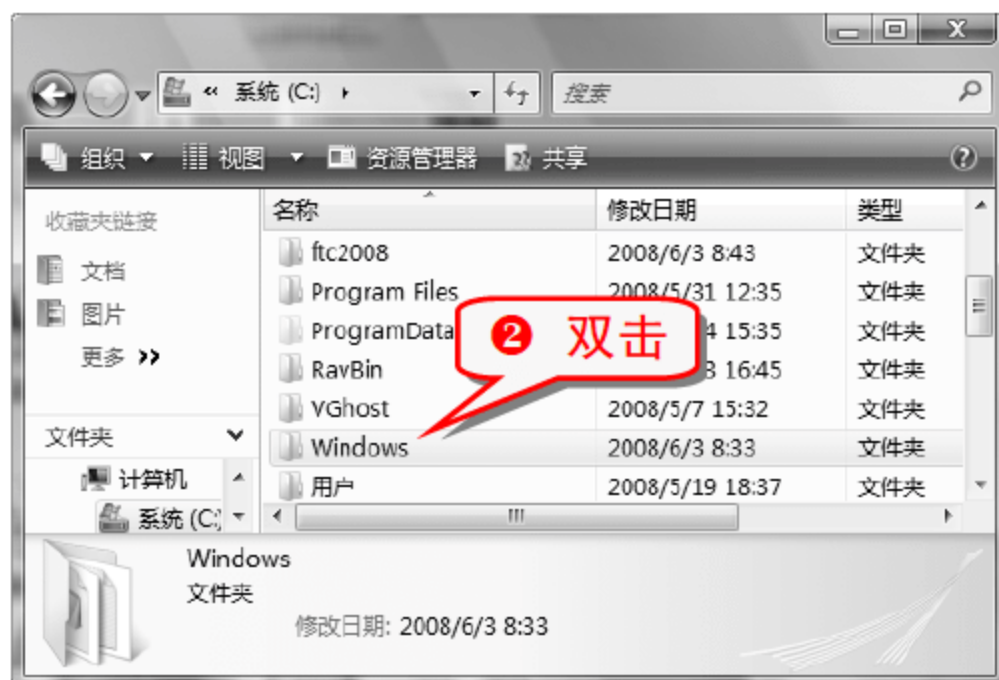 « 系统 (C:)
搜索
组织 视图 资源管理器 共享
收藏夹链接
文档
图片
更多 »
文件夹
计算机
系统 (C:
名称 修改日期 类型
ftc2008 2008/6/3 8:43 文件夹
Program Files 2008/5/31 12:35 文件夹
ProgramData 4 15:35 文件夹
RavBin 3 16:45 文件夹
VGhost 2008/5/7 15:32 文件夹
Windows 2008/6/3 8:33 文件夹
用户 2008/5/19 18:37 文件夹
❷ 双击
Windows
文件夹
修改日期: 2008/6/3 8:33